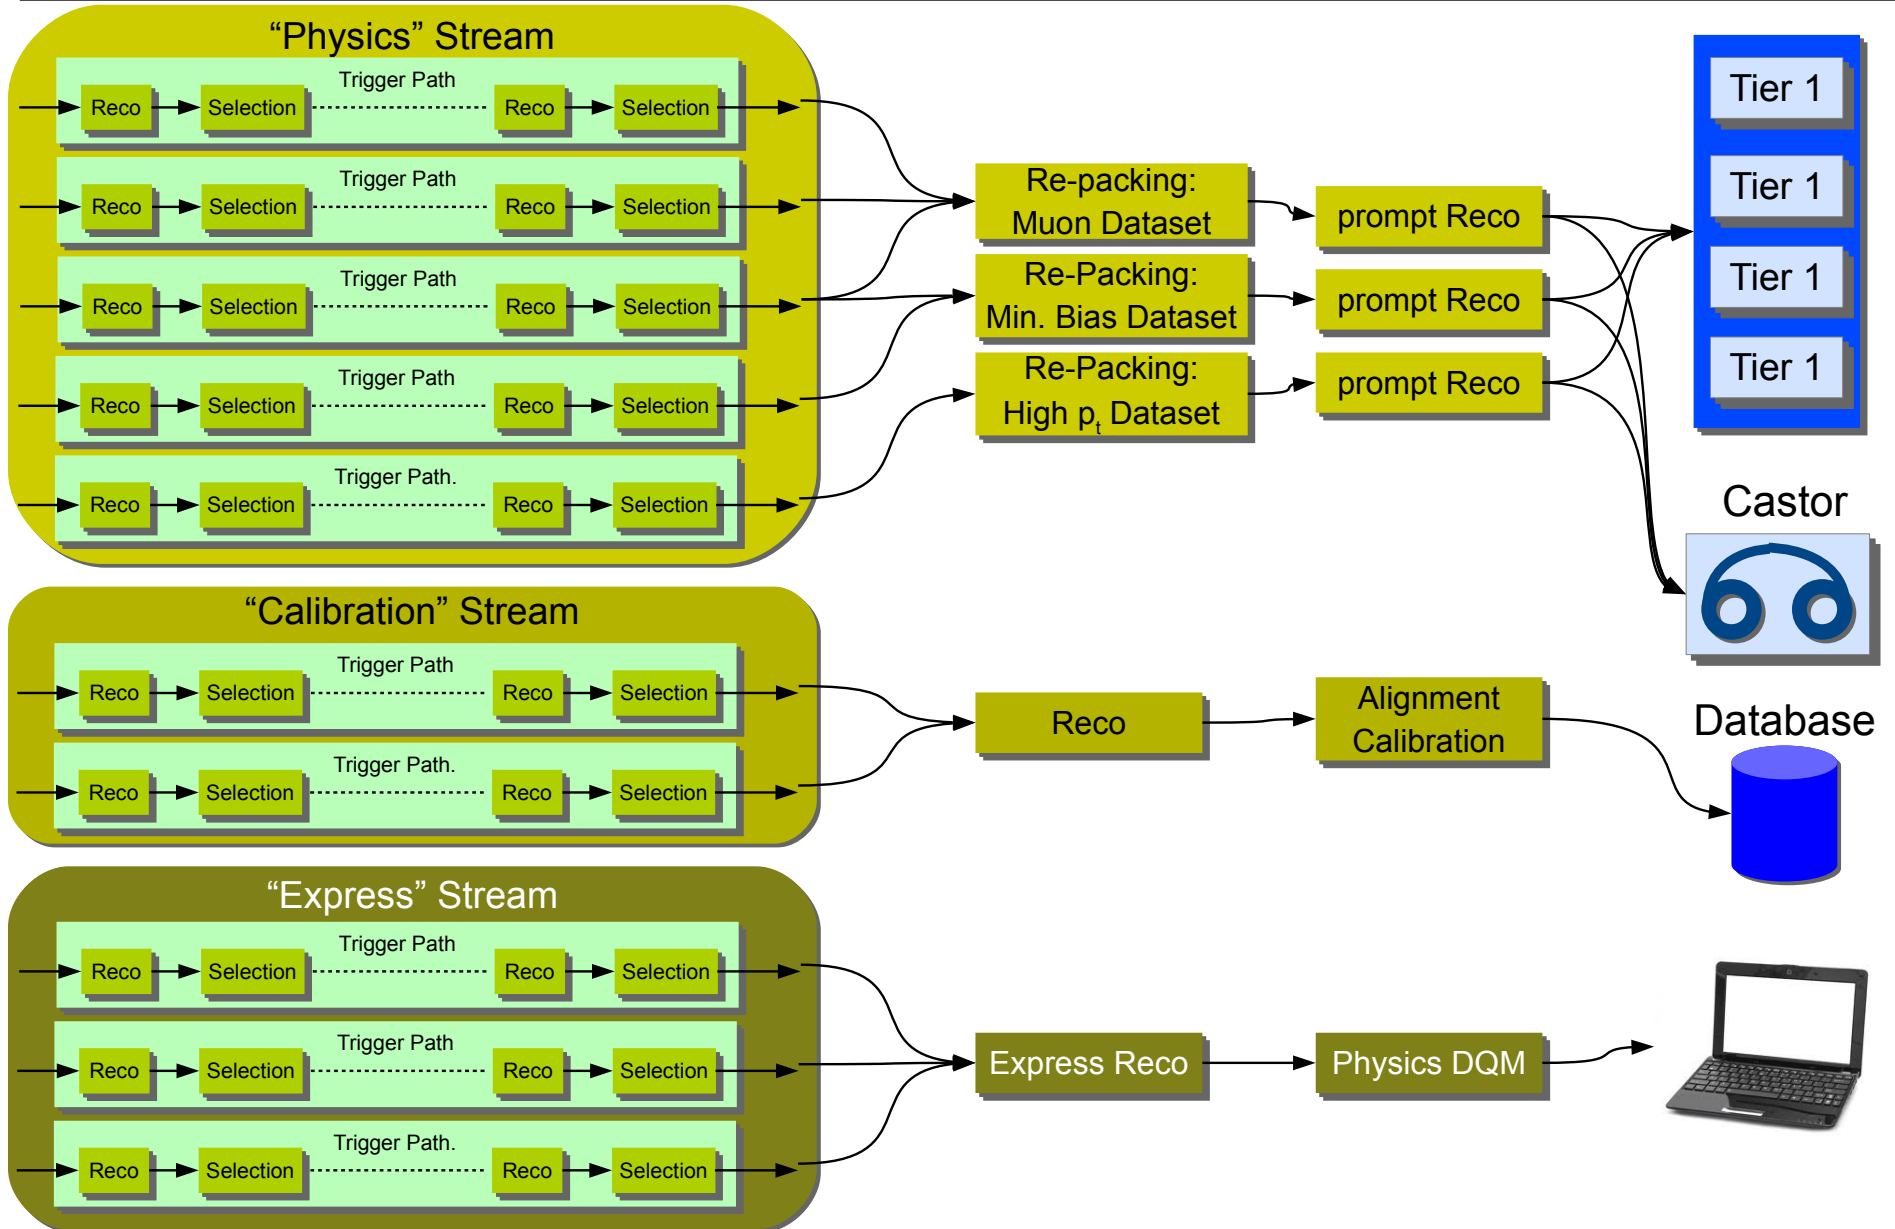 “Physics” Stream
Trigger Path
Reco Selection Reco Selection
Trigger Path
Reco Selection Reco Selection
Trigger Path
Reco Selection Reco Selection
Trigger Path
Reco Selection Reco Selection
Trigger Path.
Reco Selection Reco Selection
Re-packing:
Muon Dataset
Re-Packing:
Min. Bias Dataset
Re-Packing:
High pt Dataset
prompt Reco
prompt Reco
prompt Reco
Tier 1
Tier 1
Tier 1
Tier 1
Castor
“Calibration” Stream
Trigger Path
Reco Selection Reco Selection
Trigger Path.
Reco Selection Reco Selection
Reco
Alignment
Calibration
Database
“Express” Stream
Trigger Path
Reco Selection Reco Selection
Trigger Path
Reco Selection Reco Selection
Trigger Path.
Reco Selection Reco Selection
Express Reco
Physics DQM